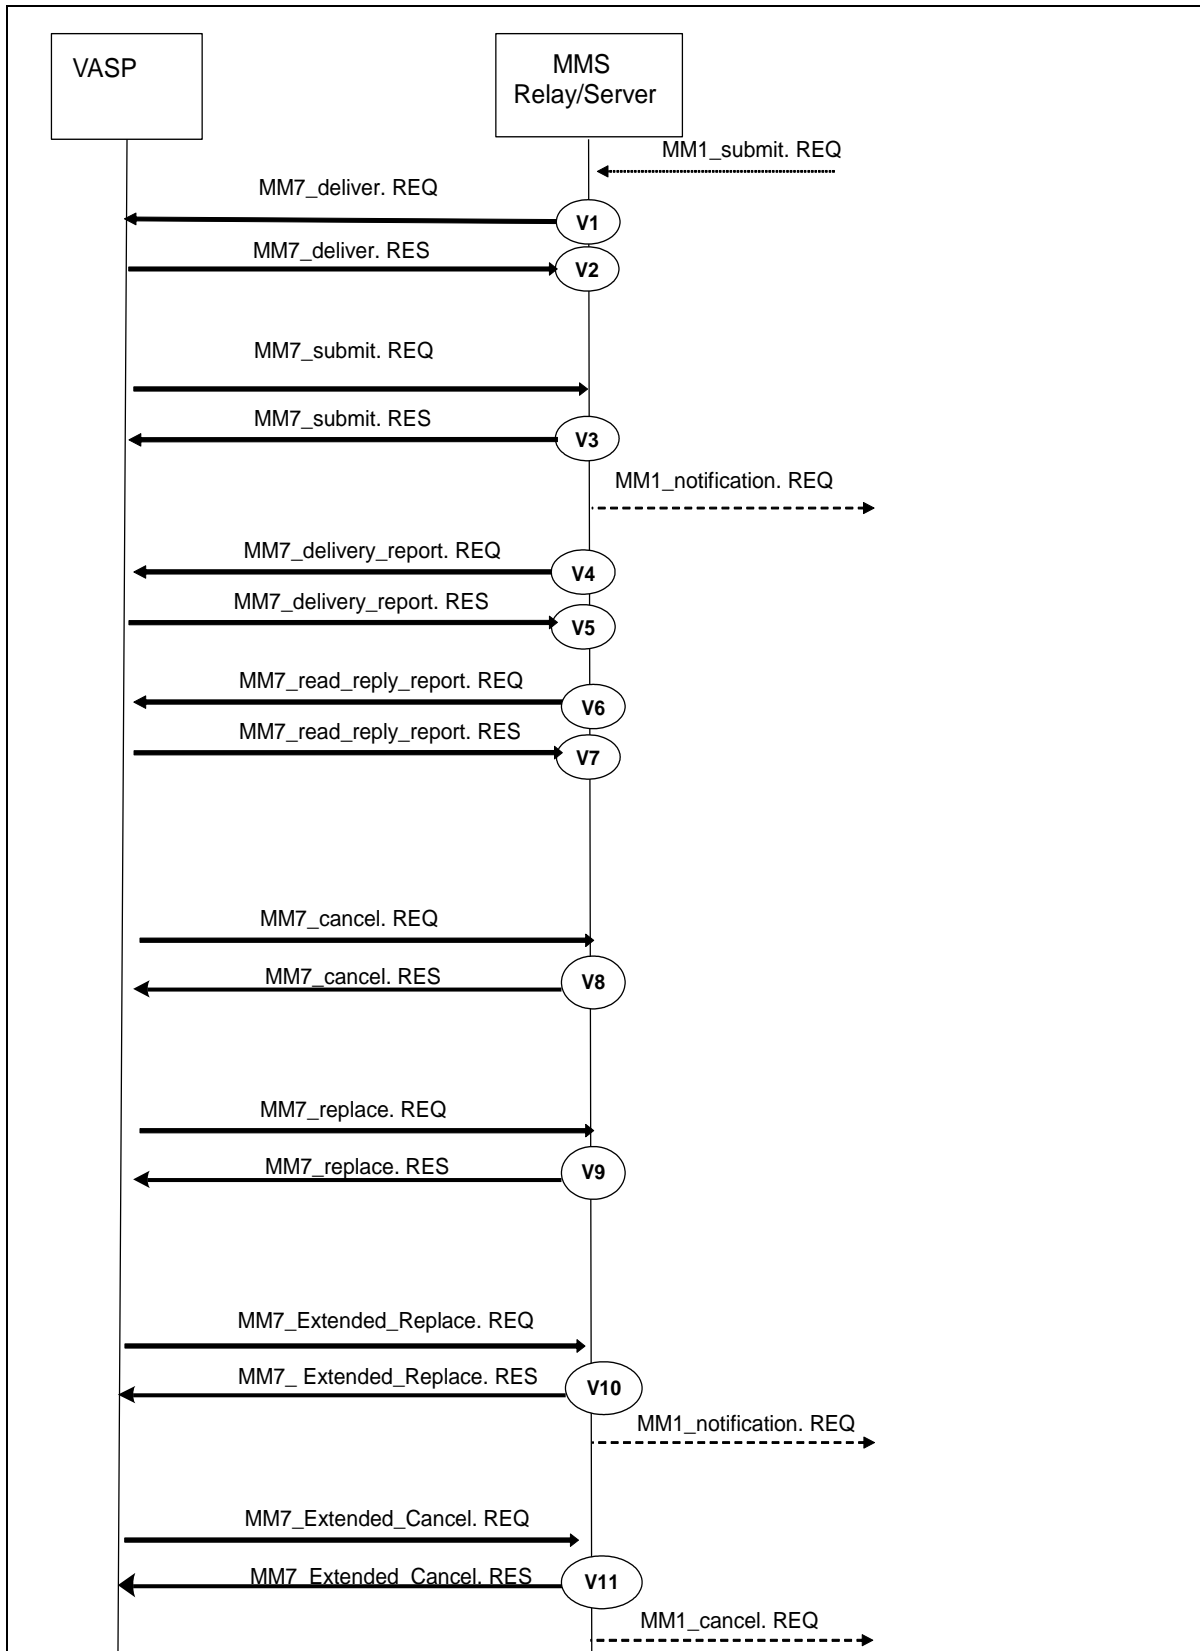 VASP
MMS
Relay/Server
MM1_submit. REQ
MM7_deliver. REQ
V1
MM7_deliver. RES
V2
MM7_submit. REQ
MM7_submit. RES
V3
MM1_notification. REQ
MM7_delivery_report. REQ
V4
MM7_delivery_report. RES
V5
MM7_read_reply_report. REQ
V6
MM7_read_reply_report. RES
V7
MM7_cancel. REQ
MM7_cancel. RES
V8
MM7_replace. REQ
MM7_replace. RES
V9
MM7_Extended_Replace. REQ
MM7_ Extended_Replace. RES
V10
MM1_notification. REQ
MM7_Extended_Cancel. REQ
MM7_Extended_Cancel. RES
V11
MM1_cancel. REQ